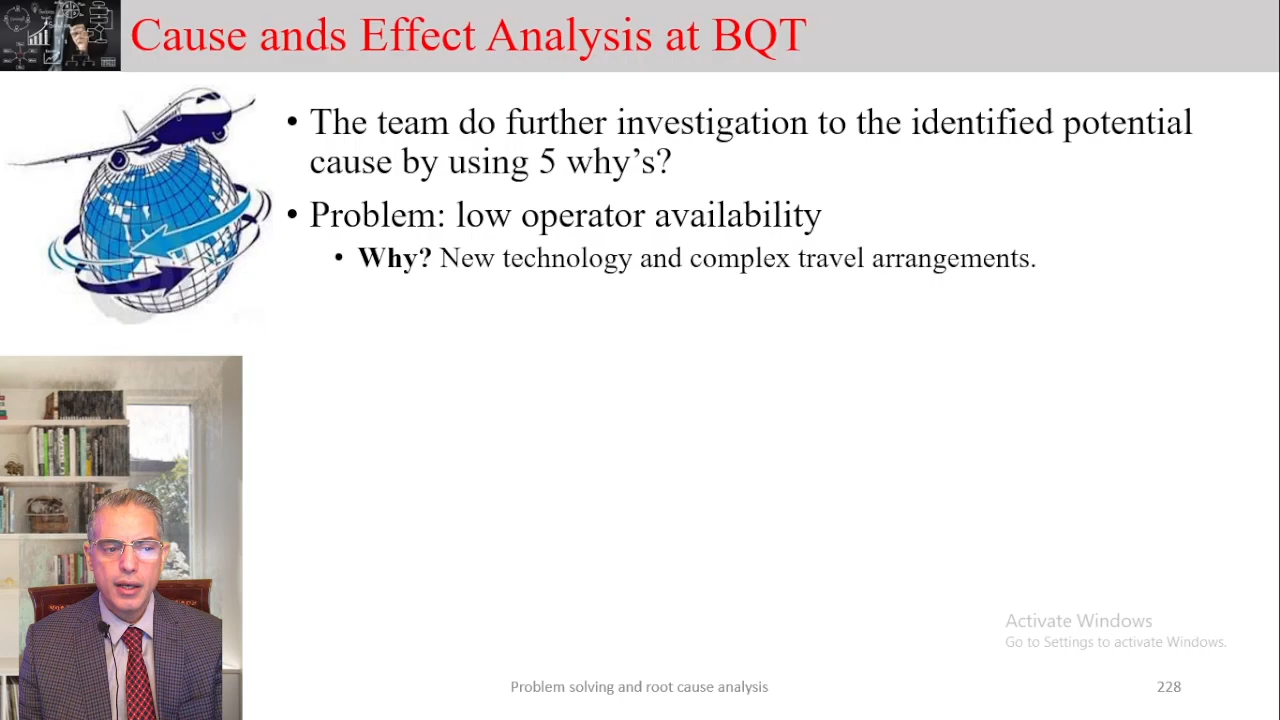 Cause ands Effect Analysis at BQT
• The team do further investigation to the identified potential
cause by using 5 why’s?
• Problem: low operator availability
• Why? New technology and complex travel arrangements.
Activate Windows
Go to Settings to activate Windows.
Problem solving and root cause analysis
228